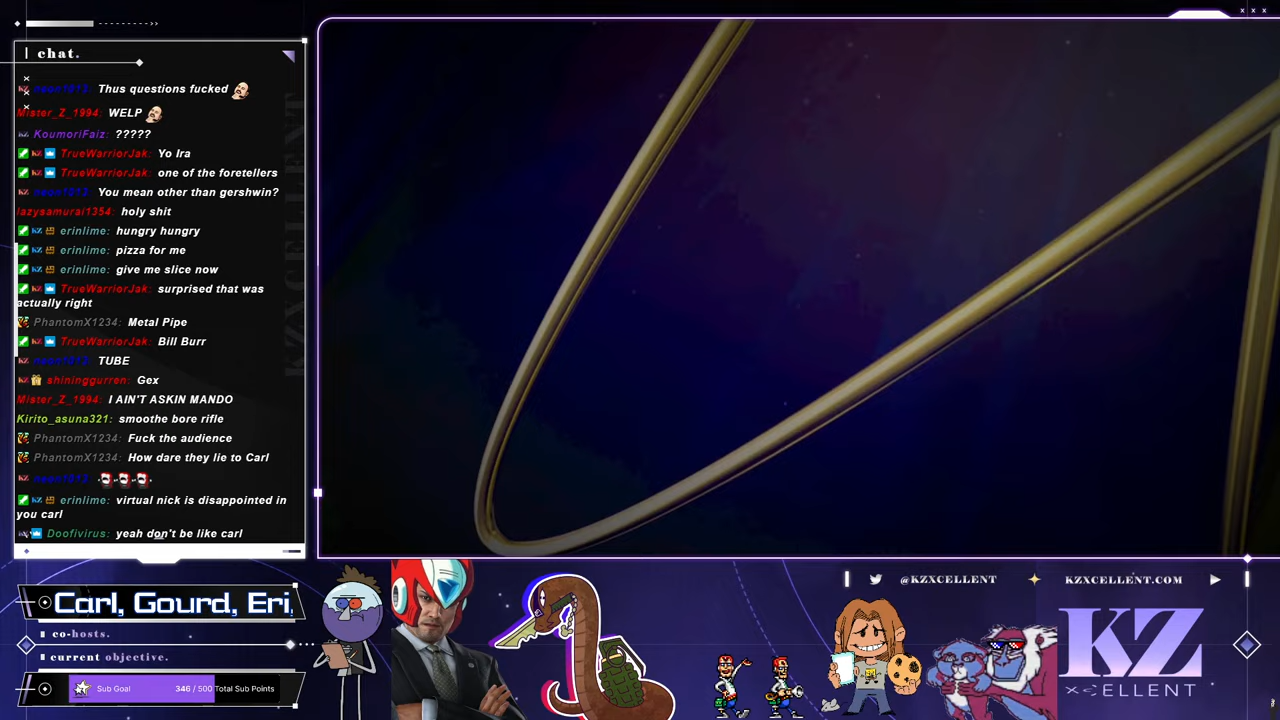 chat.
dean1013: Thus questions fucked
Mister_Z_1994: WELP
KoumoriFaiz: ?????
TrueWarriorJak: Yo Ira
TrueWarriorJak: one of the foretellers
dean1013: You mean other than gershwin?
lazysamurai1354: holy shit
erinlime: hungry hungry
erinlime: pizza for me
erinlime: give me slice now
TrueWarriorJak: surprised that was
actually right
PhantomX1234: Metal Pipe
TrueWarriorJak: Bill Burr
dean1013: TUBE
shininggurren: Gex
Mister_Z_1994: I AIN'T ASKIN MANDO
Kirito_asuna321: smoothe bore rifle
PhantomX1234: Fuck the audience
PhantomX1234: How dare they lie to Carl
dean1013:
erinlime: virtual nick is disappointed in
you carl
Doofivirus: yeah don't be like carl
KZXCELLENT
Carl, Gourd, Eri,
co-hosts.
current objective.
Sub Goal 346 / 500 Total Sub Points
@KZXCELLENT
KZXCELLENT.COM
KZ
XCELLENT